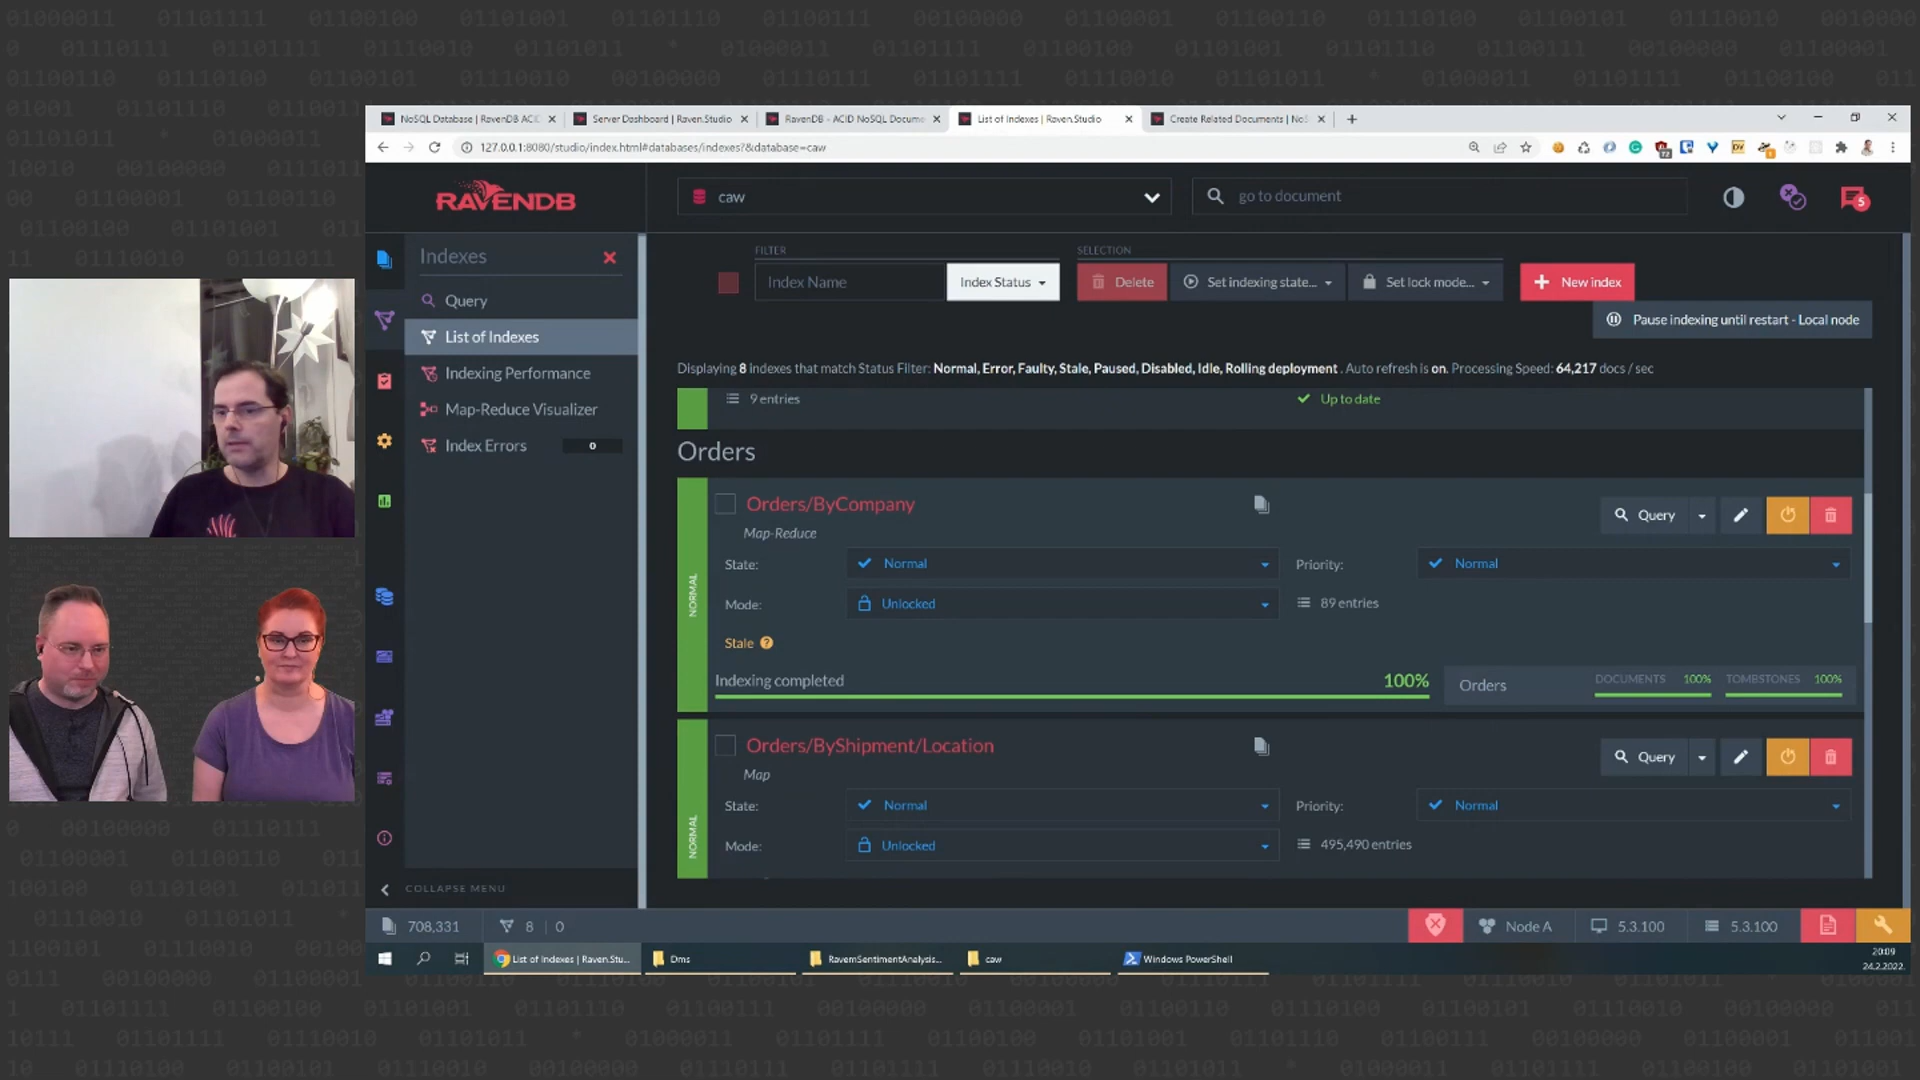 NoSQL Database | RavenDB ACID
Server Dashboard | Raven.Studio
RavenDB - ACID NoSQL Docume
List of Indexes | Raven.Studio
Create Related Documents | NoS
127.0.0.1:8080/studio/index.html#databases/indexes?&database=caw
RAVENDB
caw
go to document
5
Indexes
Query
List of Indexes
Indexing Performance
Map-Reduce Visualizer
Index Errors 0
COLLAPSE MENU
FILTER
SELECTION
Index Name
Index Status
Delete
Set indexing state...
Set lock mode...
New index
Pause indexing until restart - Local node
Displaying 8 indexes that match Status Filter: Normal, Error, Faulty, Stale, Paused, Disabled, Idle, Rolling deployment . Auto refresh is on. Processing Speed: 64,217 docs / sec
9 entries
Up to date
Orders
NORMAL
Orders/ByCompany
Map-Reduce
Query
State: Normal
Priority: Normal
Mode: Unlocked
89 entries
Stale
Indexing completed 100%
Orders
DOCUMENTS 100%
TOMBSTONES 100%
NORMAL
Orders/ByShipment/Location
Map
Query
State: Normal
Priority: Normal
Mode: Unlocked
495,490 entries
708,331
8 | 0
Node A
5.3.100
5.3.100
List of Indexes | Raven.Stu...
Dms
RavemSentimentAnalysis...
caw
Windows PowerShell
20:09
24.2.2022.